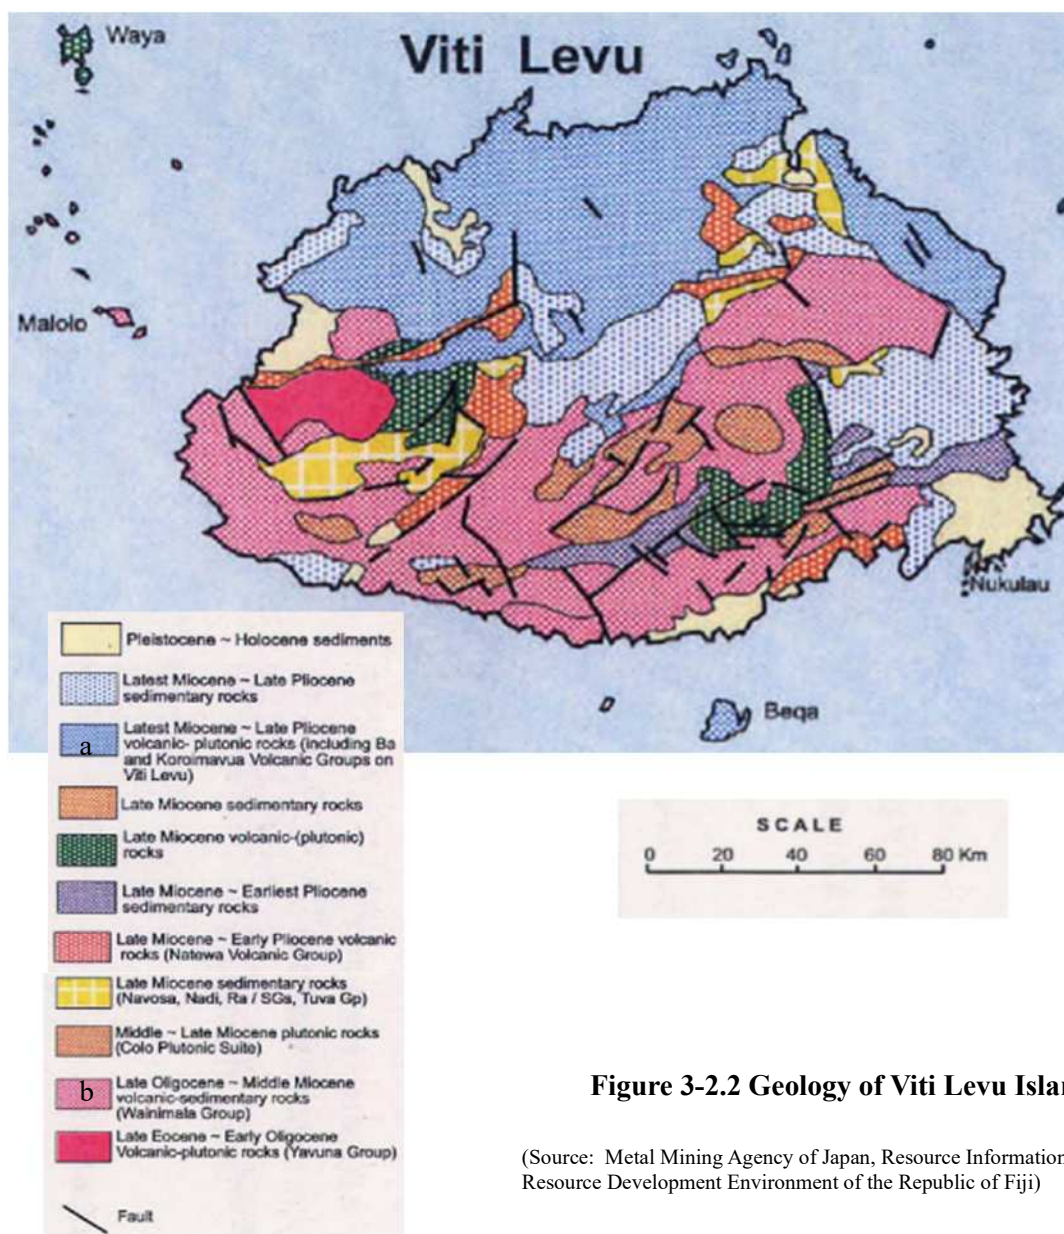 Waya
Viti Levu
Malolo
Nukulau
Beqa
Pleistocene ~ Holocene sediments
Latest Miocene ~ Late Pliocene
sedimentary rocks
a
Latest Miocene ~ Late Pliocene
volcanic- plutonic rocks (including Ba
and Koroimavua Volcanic Groups on
Viti Levu)
Late Miocene sedimentary rocks
Late Miocene volcanic-(plutonic)
rocks
Late Miocene ~ Earliest Pliocene
sedimentary rocks
Late Miocene ~ Early Pliocene volcanic
rocks (Natewa Volcanic Group)
Late Miocene sedimentary rocks
(Navosa, Nadi, Ra / SGs, Tuva Gp)
Middle ~ Late Miocene plutonic rocks
(Colo Plutonic Suite)
b
Late Oligocene ~ Middle Miocene
volcanic-sedimentary rocks
(Wainimala Group)
Late Eocene ~ Early Oligocene
Volcanic-plutonic rocks (Yavuna Group)
Fault
SCALE
0 20 40 60 80 Km
Figure 3-2.2 Geology of Viti Levu Islan
(Source: Metal Mining Agency of Japan, Resource Information
Resource Development Environment of the Republic of Fiji)